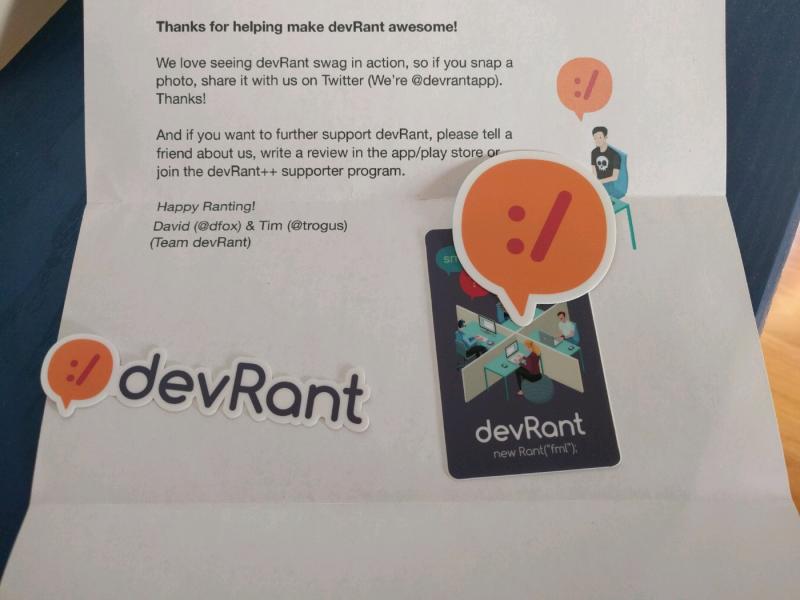 Thanks for helping make devRant awesome!
We love seeing devRant swag in action, so if you snap a
photo, share it with us on Twitter (We're @devrantapp).
Thanks!
And if you want to further support devRant, please tell a
friend about us, write a review in the app/play store or
join the devRant++ supporter program.
Happy Ranting!
David (@dfox) & Tim (@trogus)
(Team devRant)
:/
:/
:/ devRant
devRant
new Rant("fml");